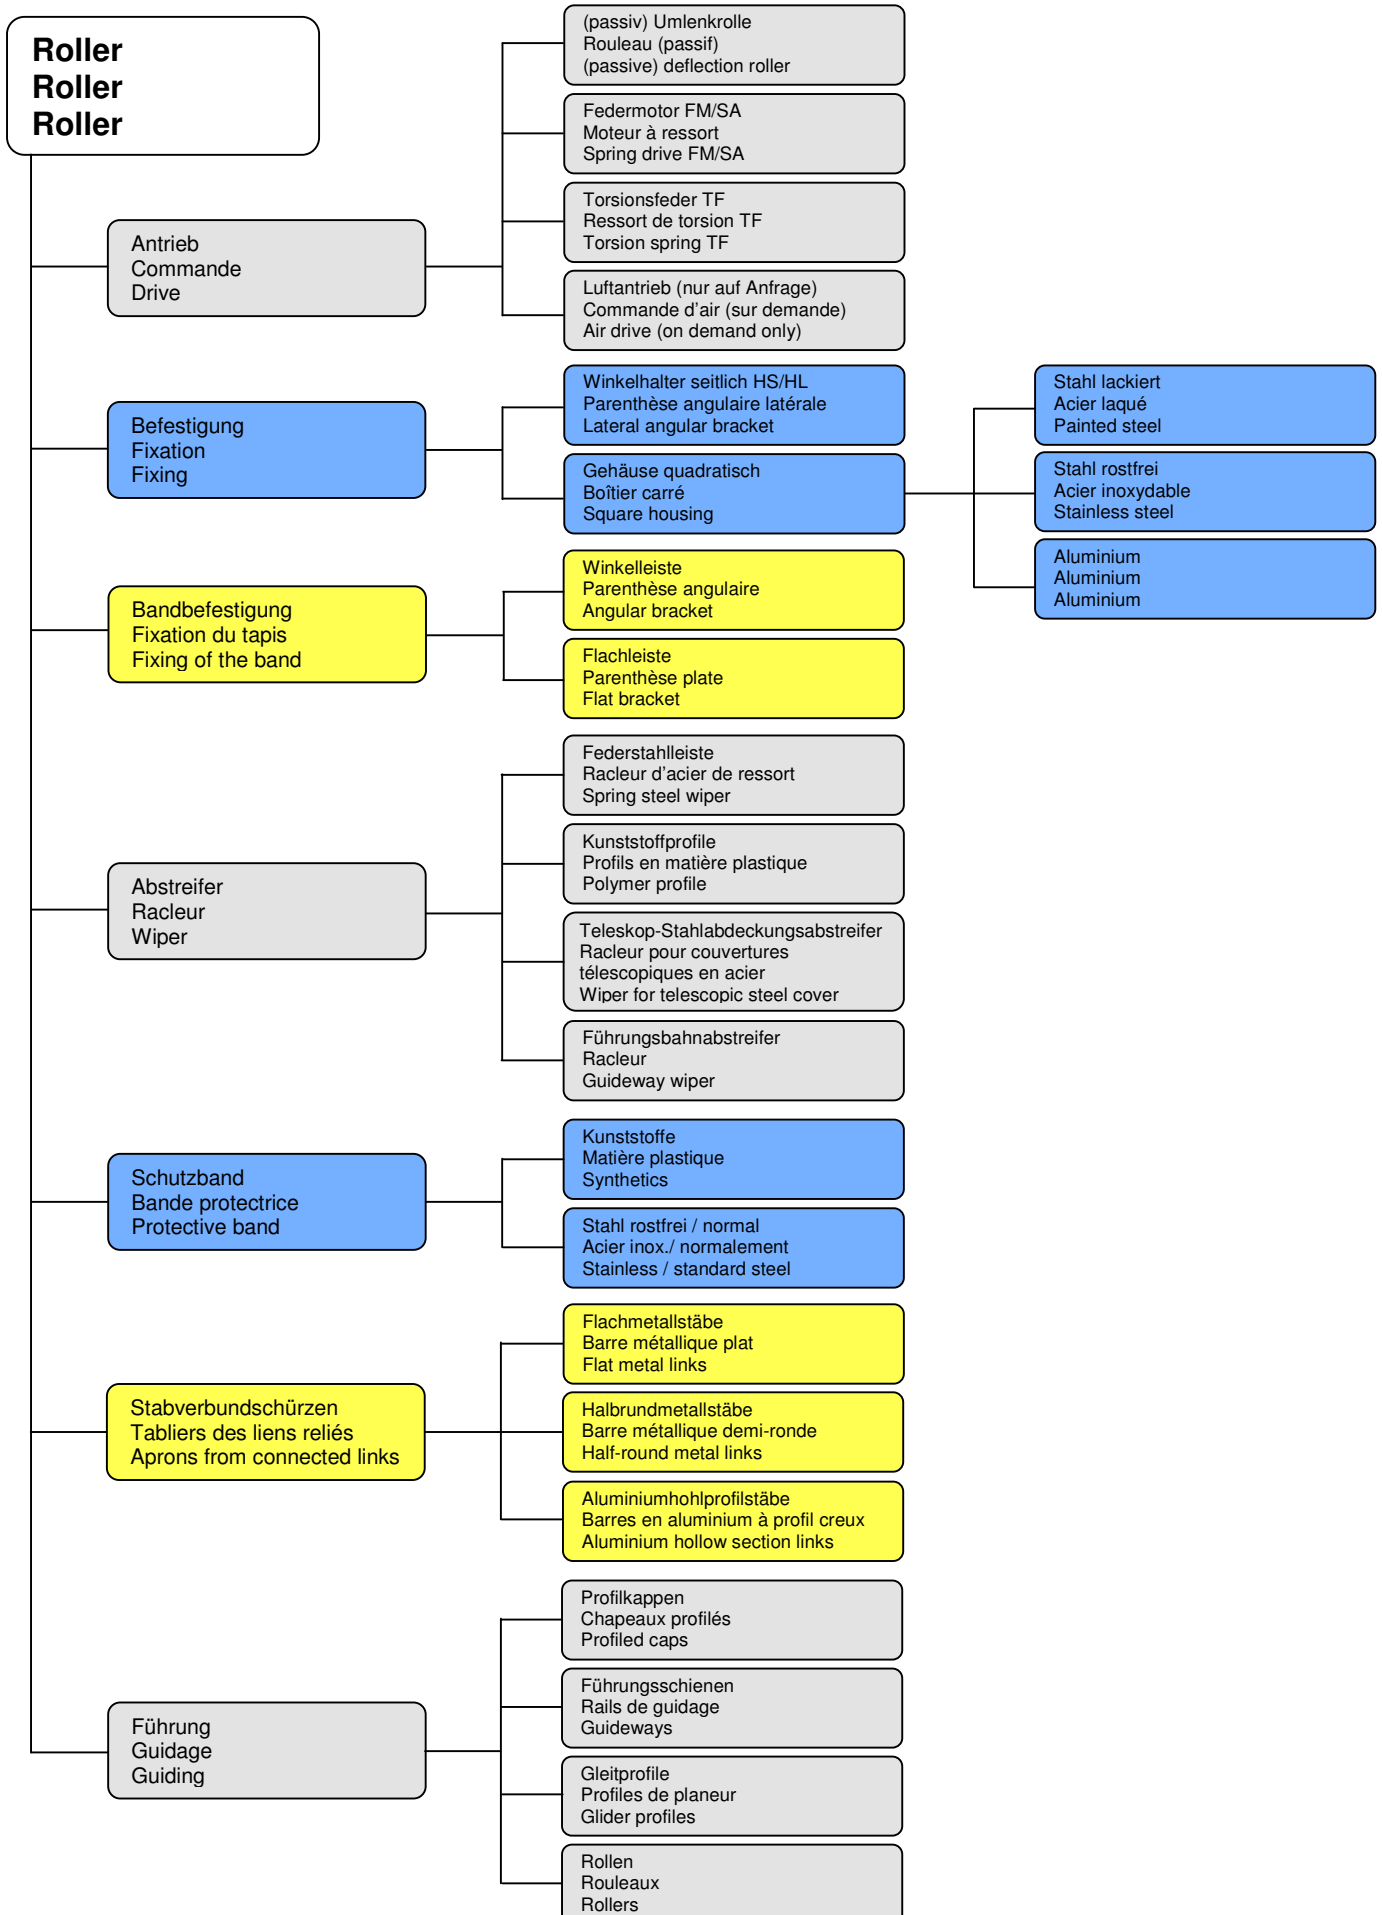 Roller
Roller
Roller
(passiv) Umlenkrolle
Rouleau (passif)
(passive) deflection roller
Federmotor FM/SA
Moteur à ressort
Spring drive FM/SA
Torsionsfeder TF
Ressort de torsion TF
Torsion spring TF
Luftantrieb (nur auf Anfrage)
Commande d’air (sur demande)
Air drive (on demand only)
Antrieb
Commande
Drive
Befestigung
Fixation
Fixing
Winkelhalter seitlich HS/HL
Parenthèse angulaire latérale
Lateral angular bracket
Gehäuse quadratisch
Boîtier carré
Square housing
Stahl lackiert
Acier laqué
Painted steel
Stahl rostfrei
Acier inoxydable
Stainless steel
Aluminium
Aluminium
Aluminium
Bandbefestigung
Fixation du tapis
Fixing of the band
Winkelleiste
Parenthèse angulaire
Angular bracket
Flachleiste
Parenthèse plate
Flat bracket
Abstreifer
Racleur
Wiper
Federstahlleiste
Racleur d’acier de ressort
Spring steel wiper
Kunststoffprofile
Profils en matière plastique
Polymer profile
Teleskop-Stahlabdeckungsabstreifer
Racleur pour couvertures
télescopiques en acier
Wiper for telescopic steel cover
Führungsbahnabstreifer
Racleur
Guideway wiper
Schutzband
Bande protectrice
Protective band
Kunststoffe
Matière plastique
Synthetics
Stahl rostfrei / normal
Acier inox./ normalement
Stainless / standard steel
Stabverbundschürzen
Tabliers des liens reliés
Aprons from connected links
Flachmetallstäbe
Barre métallique plat
Flat metal links
Halbrundmetallstäbe
Barre métallique demi-ronde
Half-round metal links
Aluminiumhohlprofilstäbe
Barres en aluminium à profil creux
Aluminium hollow section links
Führung
Guidage
Guiding
Profilkappen
Chapeaux profilés
Profiled caps
Führungsschienen
Rails de guidage
Guideways
Gleitprofile
Profiles de planeur
Glider profiles
Rollen
Rouleaux
Rollers